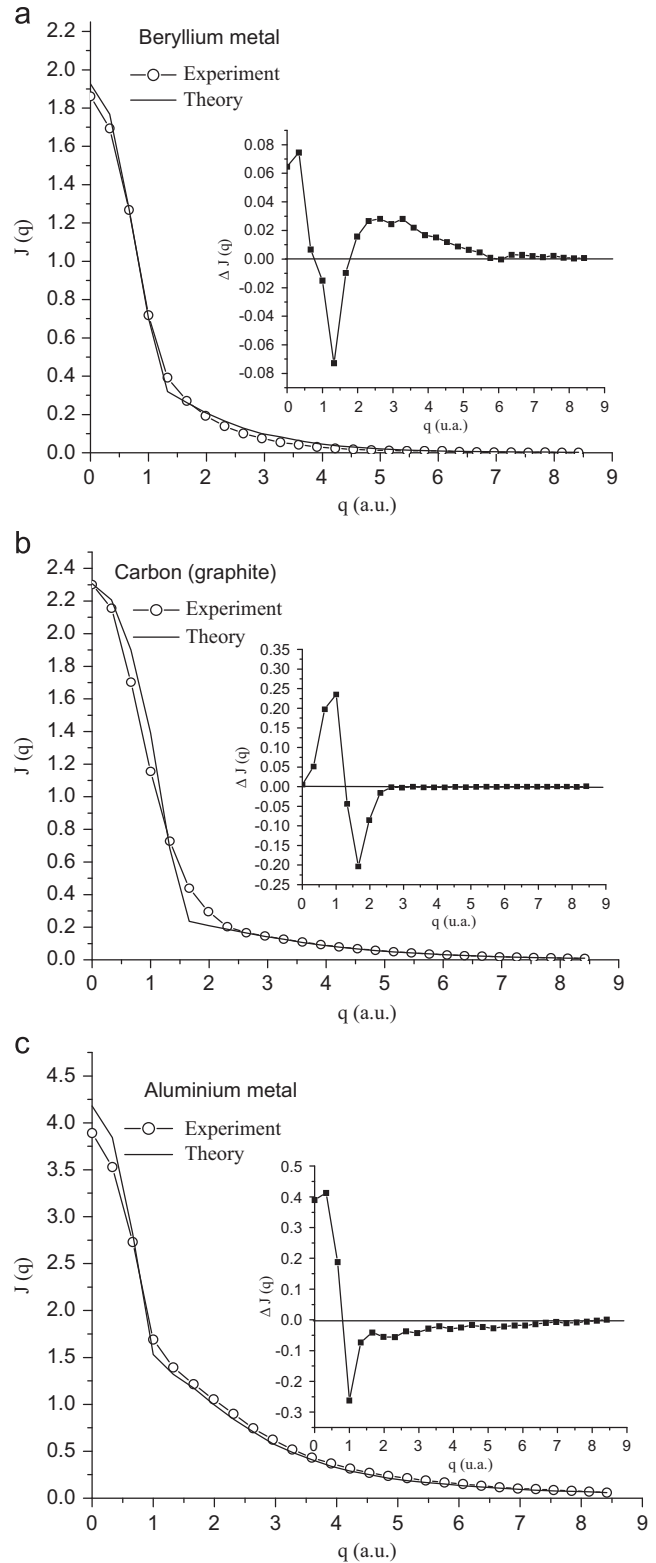 a
Beryllium metal
Experiment
Theory
2.2
2.0
1.8
1.6
1.4
1.2
1.0
0.8
0.6
0.4
0.2
0.0
J (q)
0 1 2 3 4 5 6 7 8 9
q (a.u.)
0.08
0.06
0.04
0.02
0.00
-0.02
-0.04
-0.06
-0.08
Δ J (q)
0 1 2 3 4 5 6 7 8 9
q (u.a.)
b
Carbon (graphite)
Experiment
Theory
2.4
2.2
2.0
1.8
1.6
1.4
1.2
1.0
0.8
0.6
0.4
0.2
0.0
J (q)
0 1 2 3 4 5 6 7 8 9
q (a.u.)
0.35
0.30
0.25
0.20
0.15
0.10
0.05
0.00
-0.05
-0.10
-0.15
-0.20
-0.25
Δ J (q)
0 1 2 3 4 5 6 7 8 9
q (u.a.)
c
Aluminium metal
Experiment
Theory
4.5
4.0
3.5
3.0
2.5
2.0
1.5
1.0
0.5
0.0
J (q)
0 1 2 3 4 5 6 7 8 9
q (a.u.)
0.5
0.4
0.3
0.2
0.1
0.0
-0.1
-0.2
-0.3
Δ J (q)
0 1 2 3 4 5 6 7 8 9
q (u.a.)